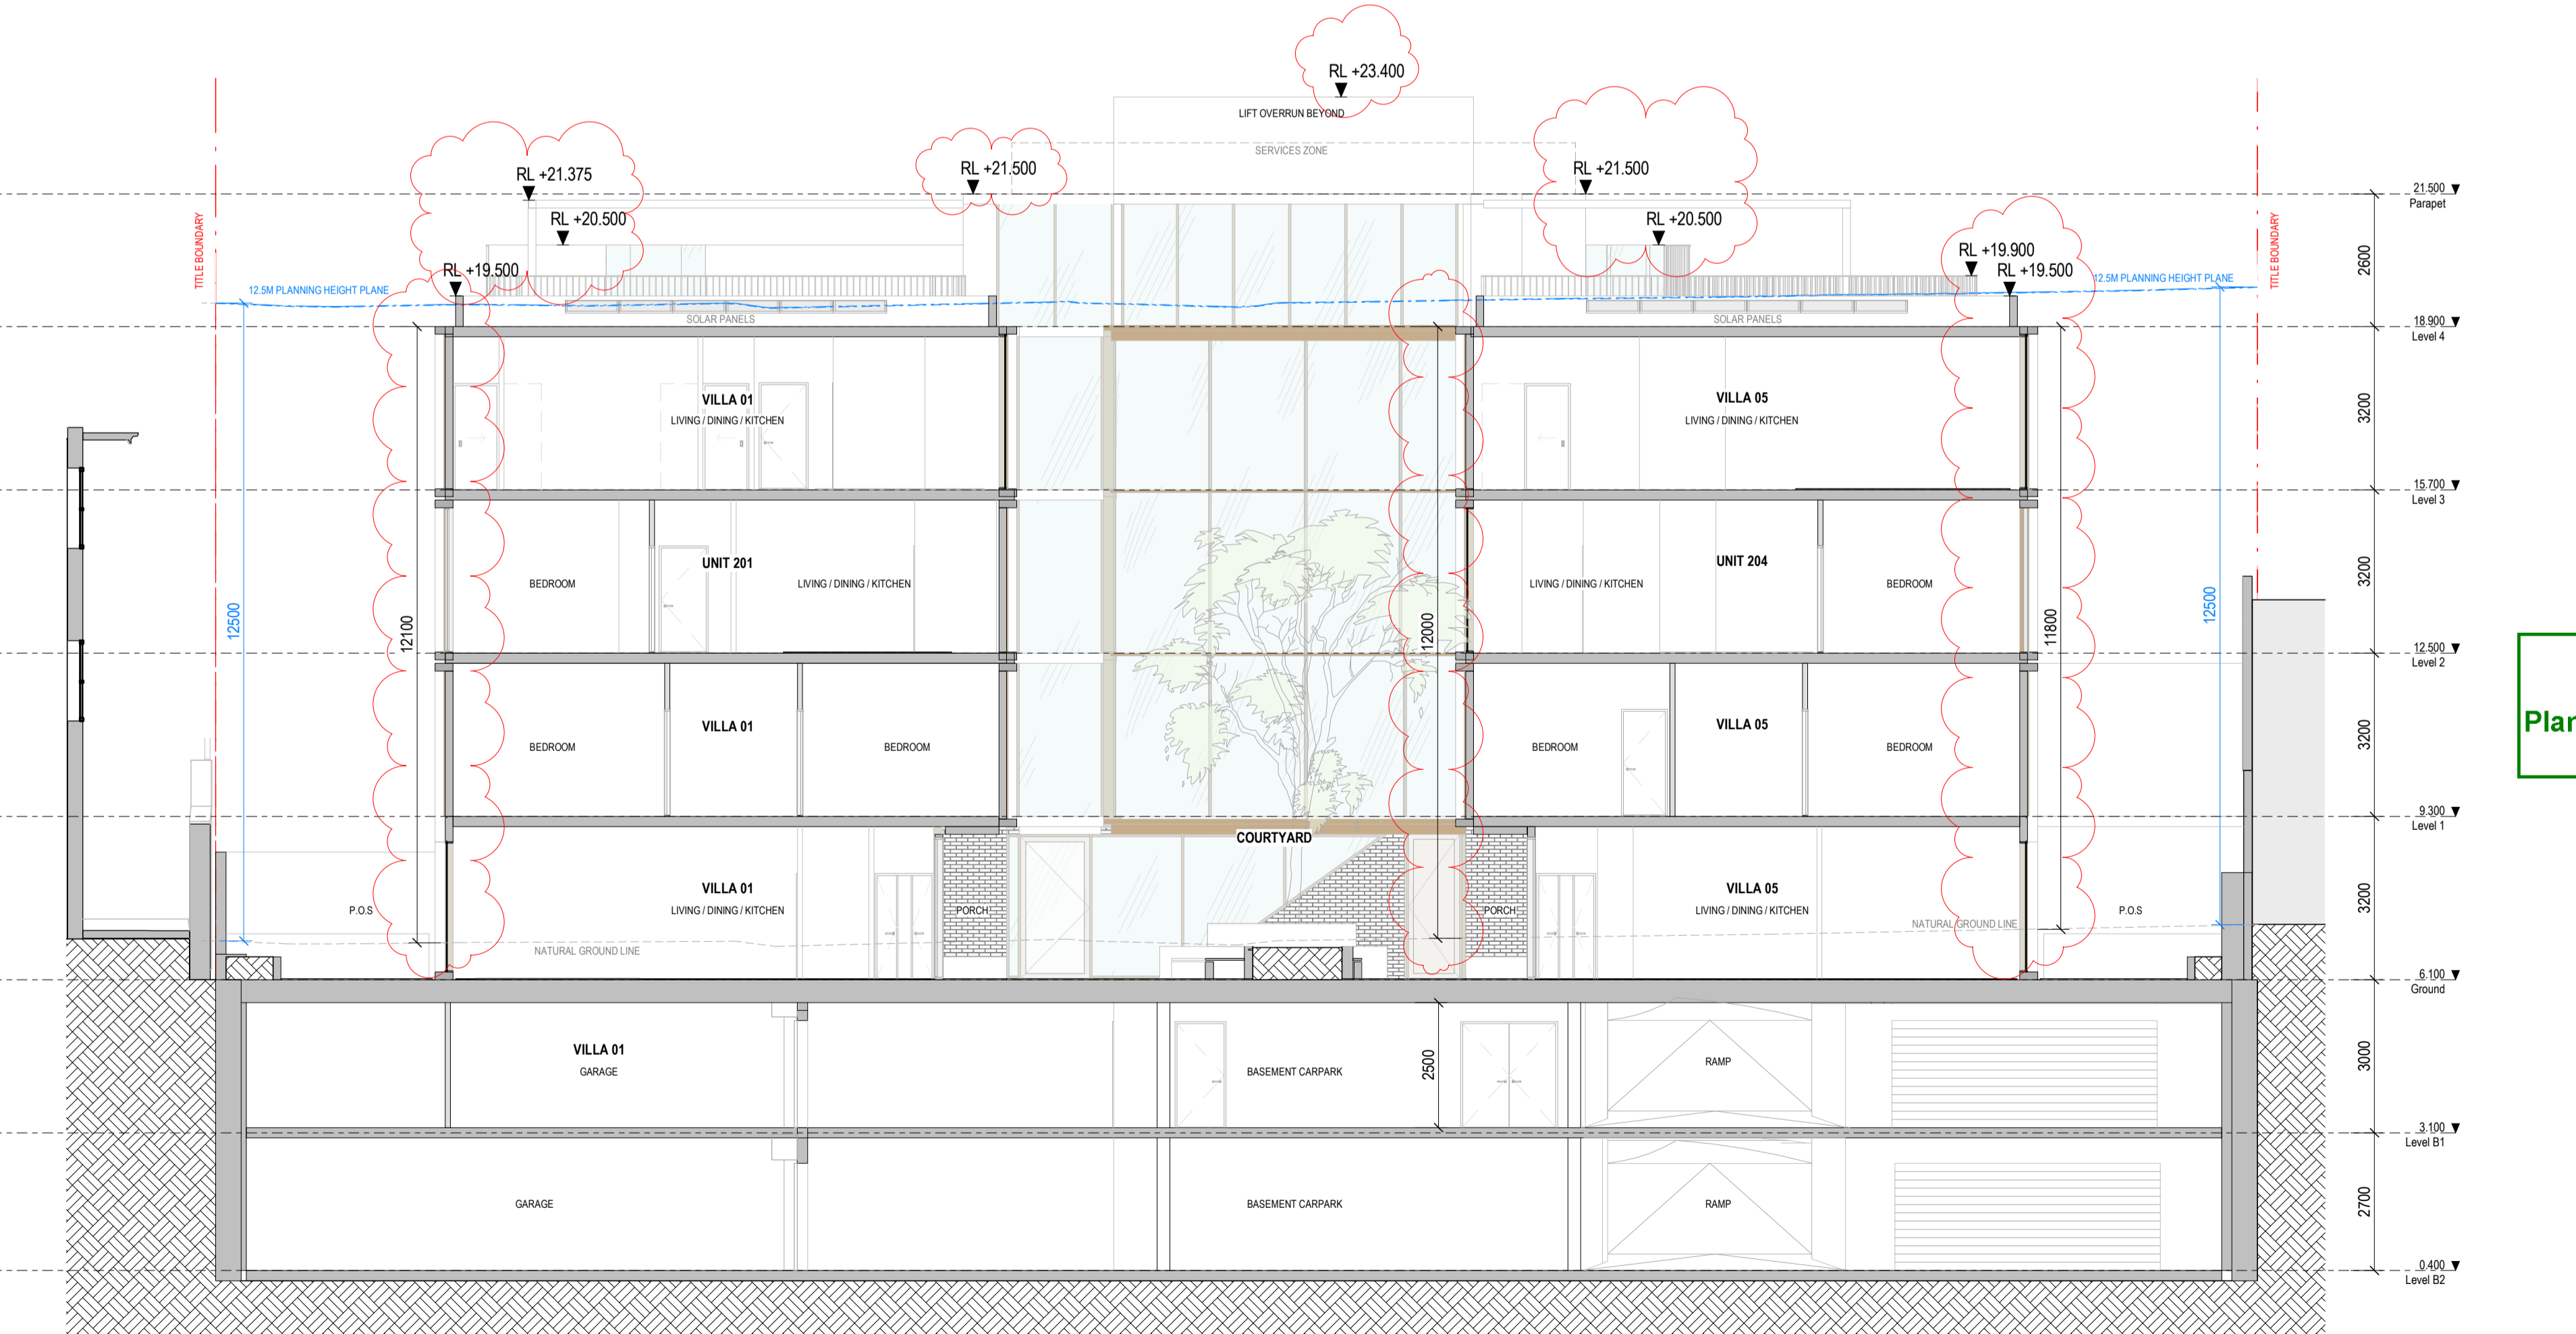 RL +23.400
LIFT OVERRUN BEYOND
SERVICES ZONE
RL +21.375
RL +21.500
RL +21.500
21.500
Parapet
RL +20.500
RL +20.500
TITLE BOUNDARY
TITLE BOUNDARY
RL +19.500
RL +19.900
RL +19.500
2600
12.5M PLANNING HEIGHT PLANE
12.5M PLANNING HEIGHT PLANE
SOLAR PANELS
SOLAR PANELS
18.900
Level 4
VILLA 01
LIVING / DINING / KITCHEN
VILLA 05
LIVING / DINING / KITCHEN
3200
15.700
Level 3
UNIT 201
BEDROOM
LIVING / DINING / KITCHEN
UNIT 204
LIVING / DINING / KITCHEN
BEDROOM
3200
12500
12100
12000
11800
12500
12.500
Level 2
VILLA 01
BEDROOM
BEDROOM
VILLA 05
BEDROOM
BEDROOM
3200
Plan
9.300
Level 1
COURTYARD
VILLA 01
LIVING / DINING / KITCHEN
P.O.S
PORCH
PORCH
VILLA 05
LIVING / DINING / KITCHEN
P.O.S
3200
NATURAL GROUND LINE
NATURAL GROUND LINE
6.100
Ground
VILLA 01
GARAGE
BASEMENT CARPARK
2500
RAMP
3000
3.100
Level B1
GARAGE
BASEMENT CARPARK
RAMP
2700
0.400
Level B2